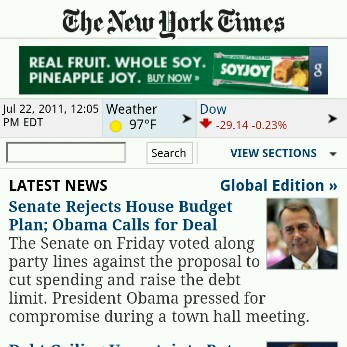 The New York Times
REAL FRUIT. WHOLE SOY.
PINEAPPLE JOY. BUY NOW »
SOYJOY
g
Jul 22, 2011, 12:05
PM EDT
Weather
97°F
Dow
-29.14 -0.23%
Search
VIEW SECTIONS
LATEST NEWS
Global Edition »
Senate Rejects House Budget
Plan; Obama Calls for Deal
The Senate on Friday voted along
party lines against the proposal to
cut spending and raise the debt
limit. President Obama pressed for
compromise during a town hall meeting.